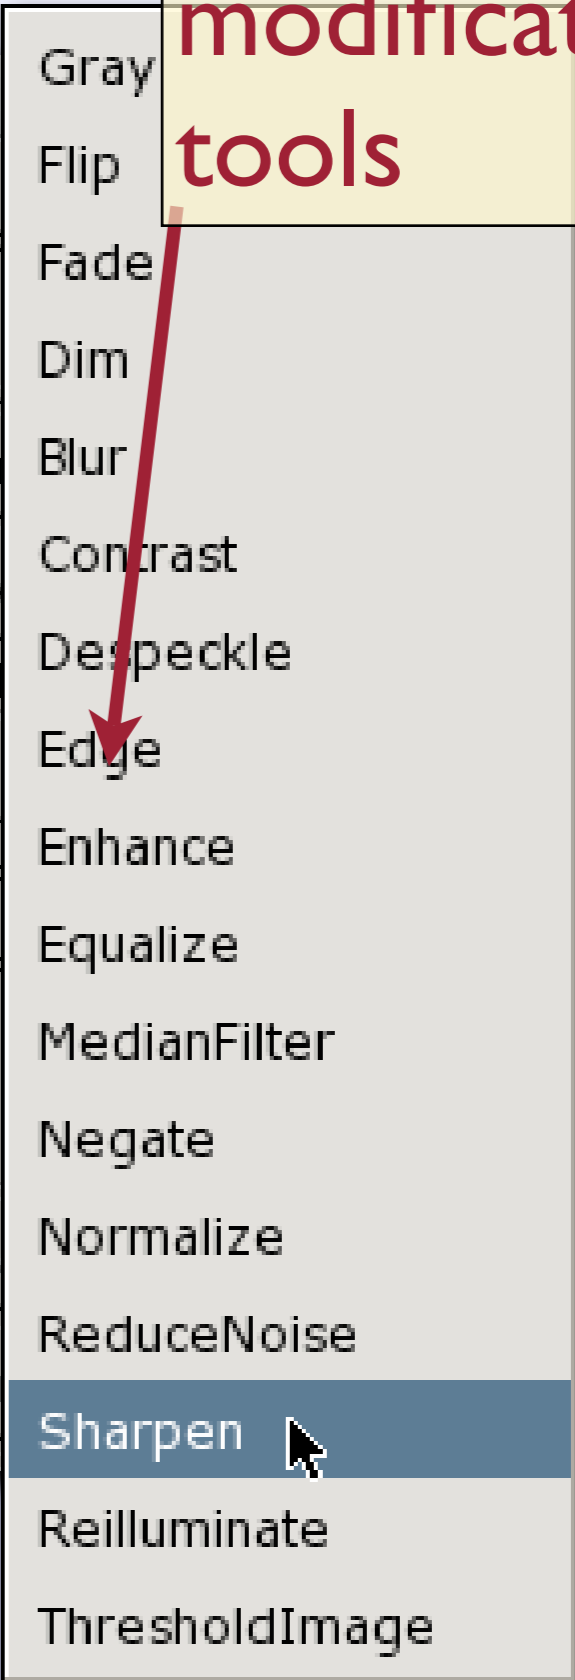 modificat
tools
Gray
Flip
Fade
Dim
Blur
Contrast
Despeckle
Edge
Enhance
Equalize
MedianFilter
Negate
Normalize
ReduceNoise
Sharpen
Reilluminate
ThresholdImage